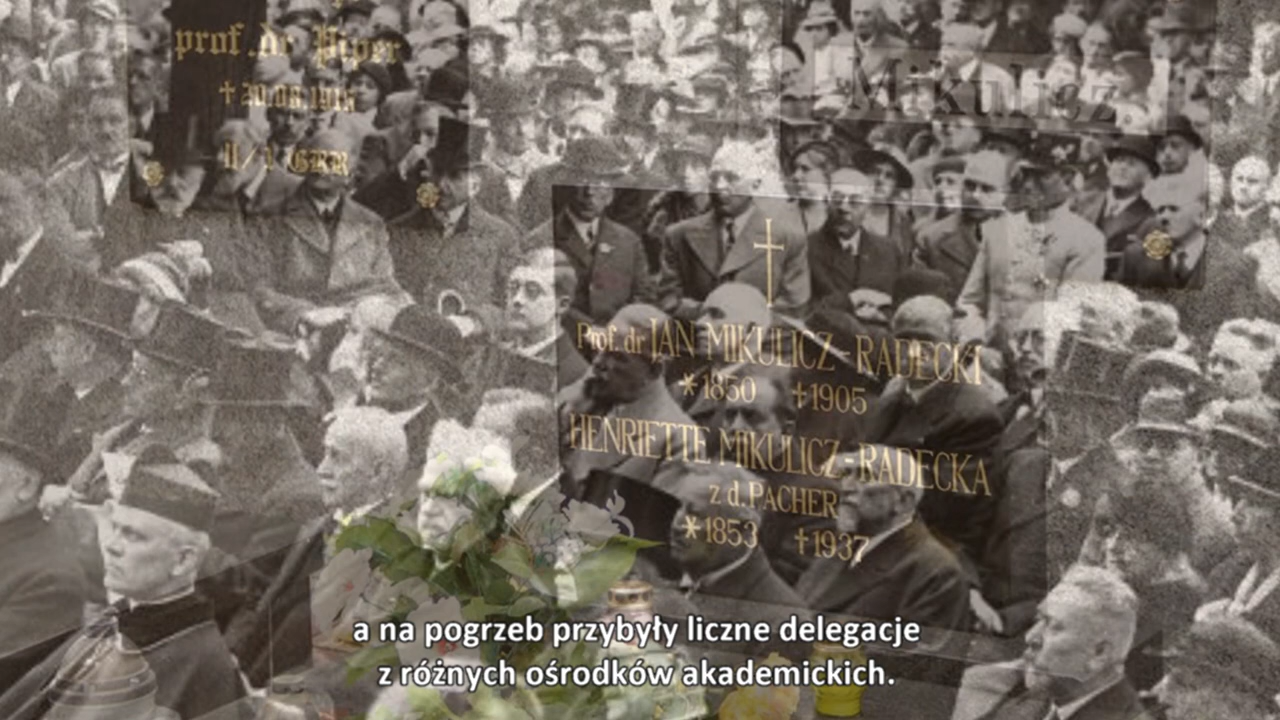 prof. dr Piper
Mikulicz
Prof. dr JAN MIKULICZ-RADECKI
*1850 †1905
HENRIETTE MIKULICZ-RADECKA
z d. PACHER
*1853 †1937
a na pogrzeb przybyły liczne delegacje
z różnych ośrodków akademickich.